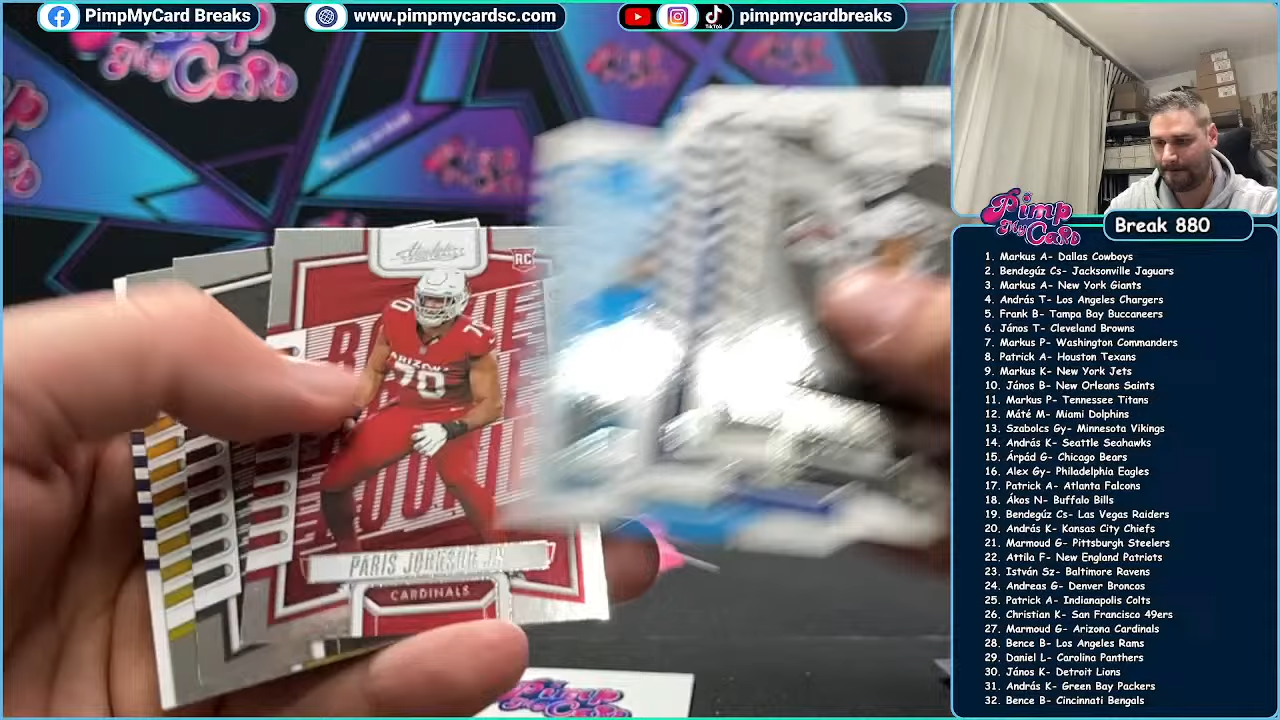 PimpMyCard Breaks
www.pimpmycardsc.com
TikTok
pimpmycardbreaks
Pimp
My Card
Break 880
1. Markus A- Dallas Cowboys
2. Bendegúz Cs- Jacksonville Jaguars
3. Markus A- New York Giants
4. András T- Los Angeles Chargers
5. Frank B- Tampa Bay Buccaneers
6. János T- Cleveland Browns
7. Markus P- Washington Commanders
8. Patrick A- Houston Texans
9. Markus K- New York Jets
10. János B- New Orleans Saints
11. Markus P- Tennessee Titans
12. Máté M- Miami Dolphins
13. Szabolcs Gy- Minnesota Vikings
14. András K- Seattle Seahawks
15. Árpád G- Chicago Bears
16. Alex Gy- Philadelphia Eagles
17. Patrick A- Atlanta Falcons
18. Ákos N- Buffalo Bills
19. Bendegúz Cs- Las Vegas Raiders
20. András K- Kansas City Chiefs
21. Marmoud G- Pittsburgh Steelers
22. Attila F- New England Patriots
23. István Sz- Baltimore Ravens
24. Andreas G- Denver Broncos
25. Patrick A- Indianapolis Colts
26. Christian K- San Francisco 49ers
27. Marmoud G- Arizona Cardinals
28. Bence B- Los Angeles Rams
29. Daniel L- Carolina Panthers
30. János K- Detroit Lions
31. András K- Green Bay Packers
32. Bence B- Cincinnati Bengals
Absolute
RC
70
ARIZONA
70
PARIS JOHNSON JR
CARDINALS